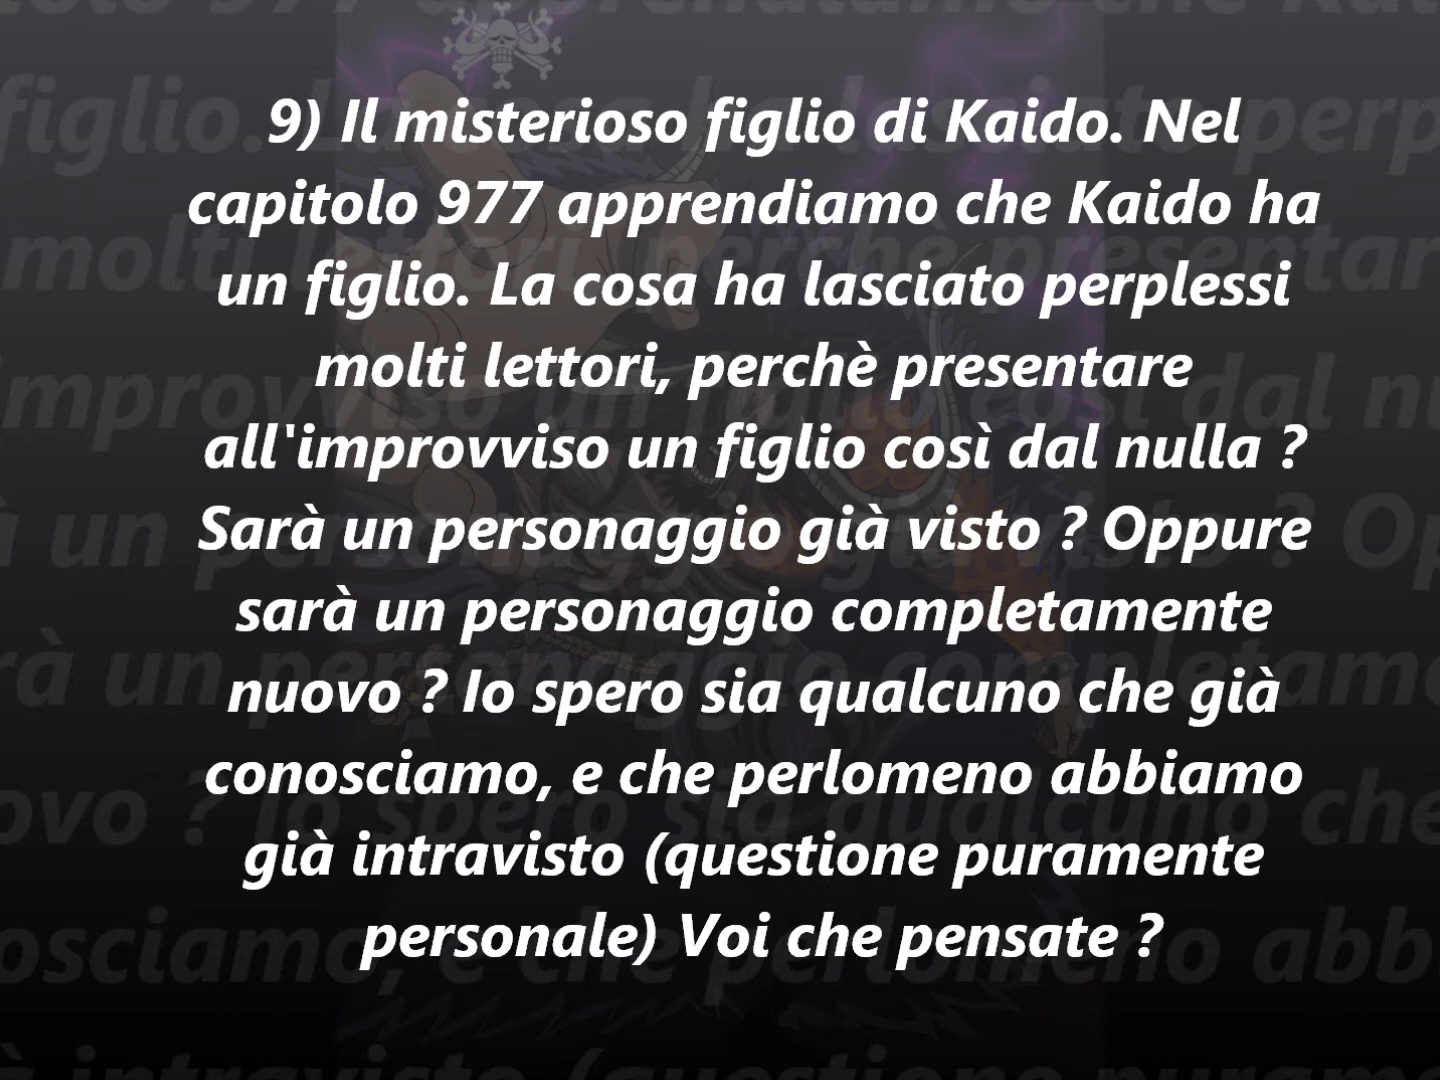 9) Il misterioso figlio di Kaido. Nel
capitolo 977 apprendiamo che Kaido ha
un figlio. La cosa ha lasciato perplessi
molti lettori, perchè presentare
all'improvviso un figlio così dal nulla ?
Sarà un personaggio già visto ? Oppure
sarà un personaggio completamente
nuovo ? Io spero sia qualcuno che già
conosciamo, e che perlomeno abbiamo
già intravisto (questione puramente
personale) Voi che pensate ?